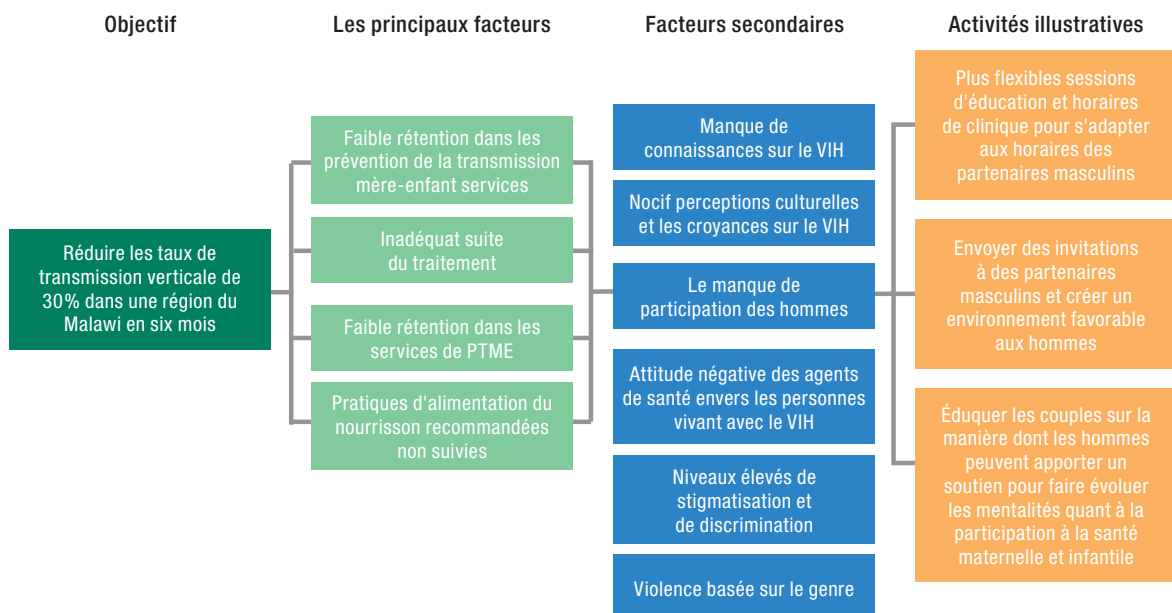 Objectif
Les principaux facteurs
Facteurs secondaires
Activités illustratives
Réduire les taux de
transmission verticale de
30% dans une région du
Malawi en six mois
Faible rétention dans les
prévention de la transmission
mère-enfant services
Inadéquat suite
du traitement
Faible rétention dans les
services de PTME
Pratiques d'alimentation du
nourrisson recommandées
non suivies
Manque de
connaissances sur le VIH
Nocif perceptions culturelles
et les croyances sur le VIH
Le manque de
participation des hommes
Attitude négative des agents
de santé envers les personnes
vivant avec le VIH
Niveaux élevés de
stigmatisation et
de discrimination
Violence basée sur le genre
Plus flexibles sessions
d'éducation et horaires
de clinique pour s'adapter
aux horaires des
partenaires masculins
Envoyer des invitations
à des partenaires
masculins et créer un
environnement favorable
aux hommes
Éduquer les couples sur la
manière dont les hommes
peuvent apporter un
soutien pour faire évoluer
les mentalités quant à la
participation à la santé
maternelle et infantile